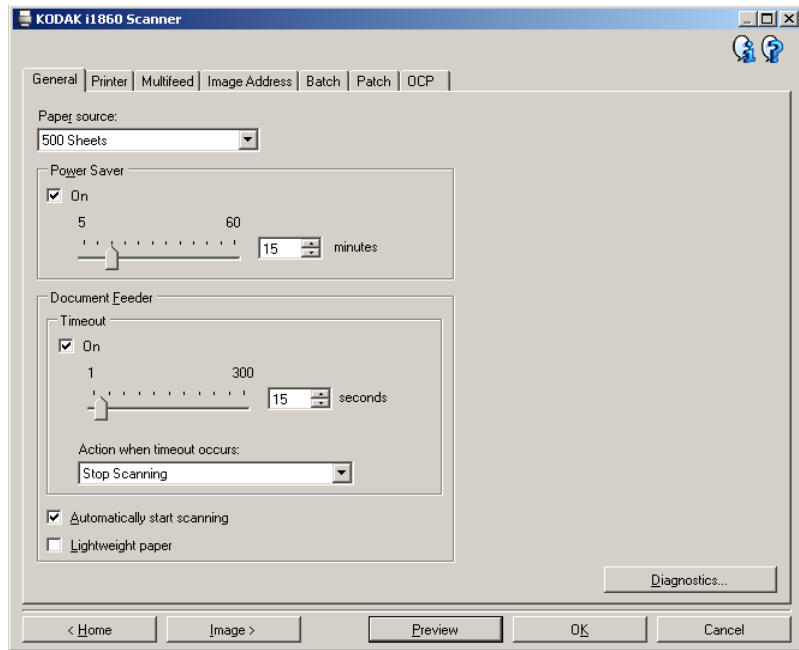 KODAK i1860 Scanner
General Printer Multifeed Image Address Batch Patch OCP
Paper source:
500 Sheets
Power Saver
On
5 60
15 minutes
Document Feeder
Timeout
On
1 300
15 seconds
Action when timeout occurs:
Stop Scanning
Automatically start scanning
Lightweight paper
Diagnostics...
< Home Image > Preview OK Cancel